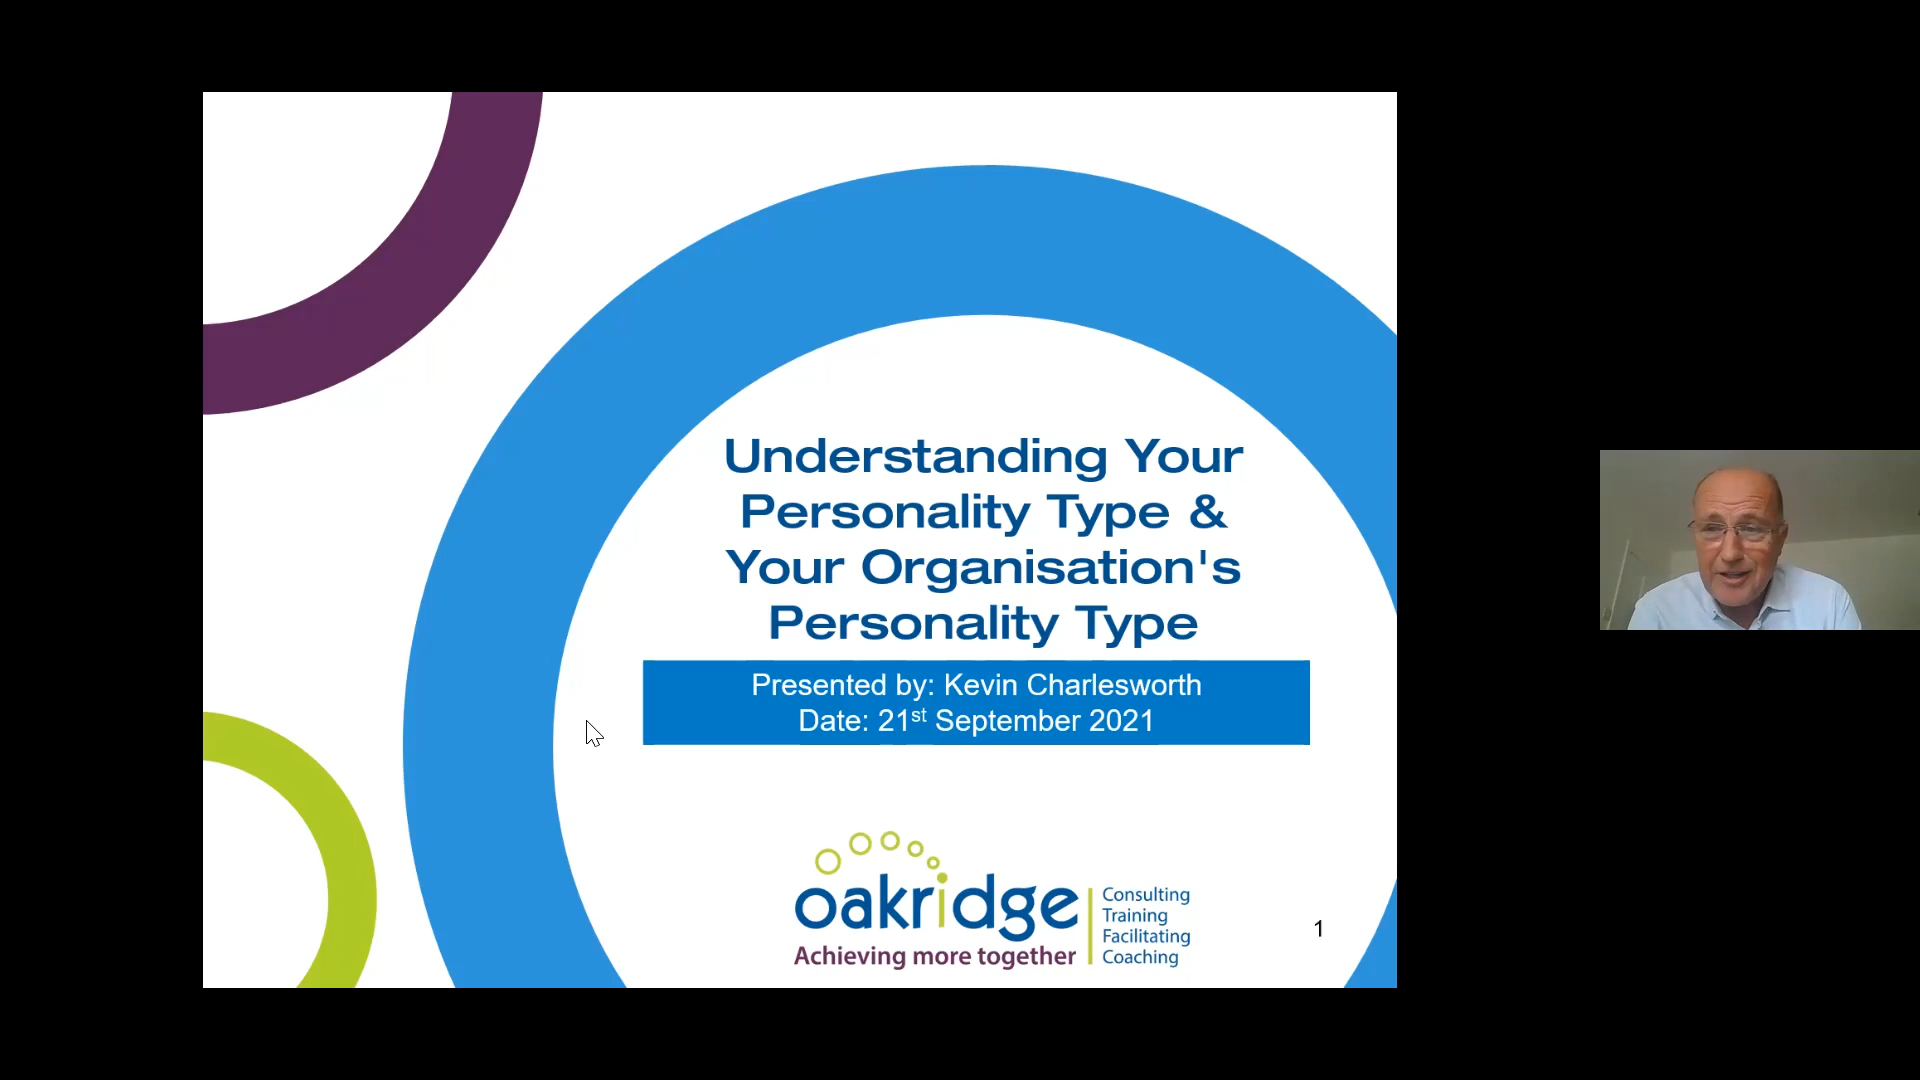 Understanding Your
Personality Type &
Your Organisation's
Personality Type
Presented by: Kevin Charlesworth
Date: 21st September 2021
oakridge
Achieving more together
Consulting
Training
Facilitating
Coaching
1